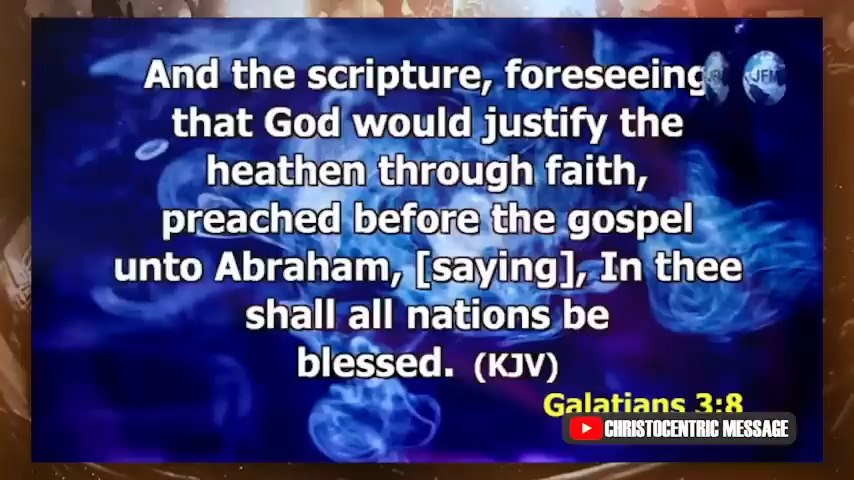 And the scripture, foreseeing
that God would justify the
heathen through faith,
preached before the gospel
unto Abraham, [saying], In thee
shall all nations be
blessed. (KJV)
Galatians 3:8
CHRISTOCENTRIC MESSAGE
JFM